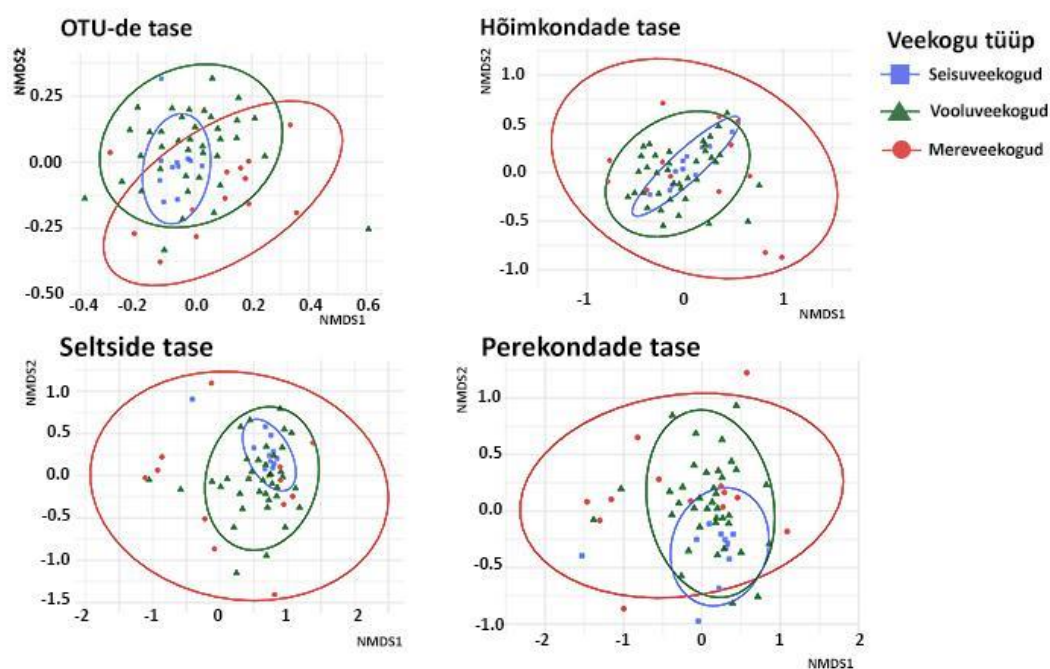 OTU-de tase
NMDS2
0.25
0.00
-0.25
-0.50
-0.4 -0.2 0.0 0.2 0.4 0.6
NMDS1
Hõimkondade tase
NMDS2
1.0
0.5
0.0
-0.5
-1.0
-1 0 1
NMDS1
Veekogu tüüp
Seisuveekogud
Vooluveekogud
Mereveekogud
Seltside tase
NMDS2
1.0
0.5
0.0
-0.5
-1.0
-1.5
-2 -1 0 1 2
NMDS1
Perekondade tase
NMDS2
1.0
0.5
0.0
-0.5
-1.0
-2 -1 0 1 2
NMDS1